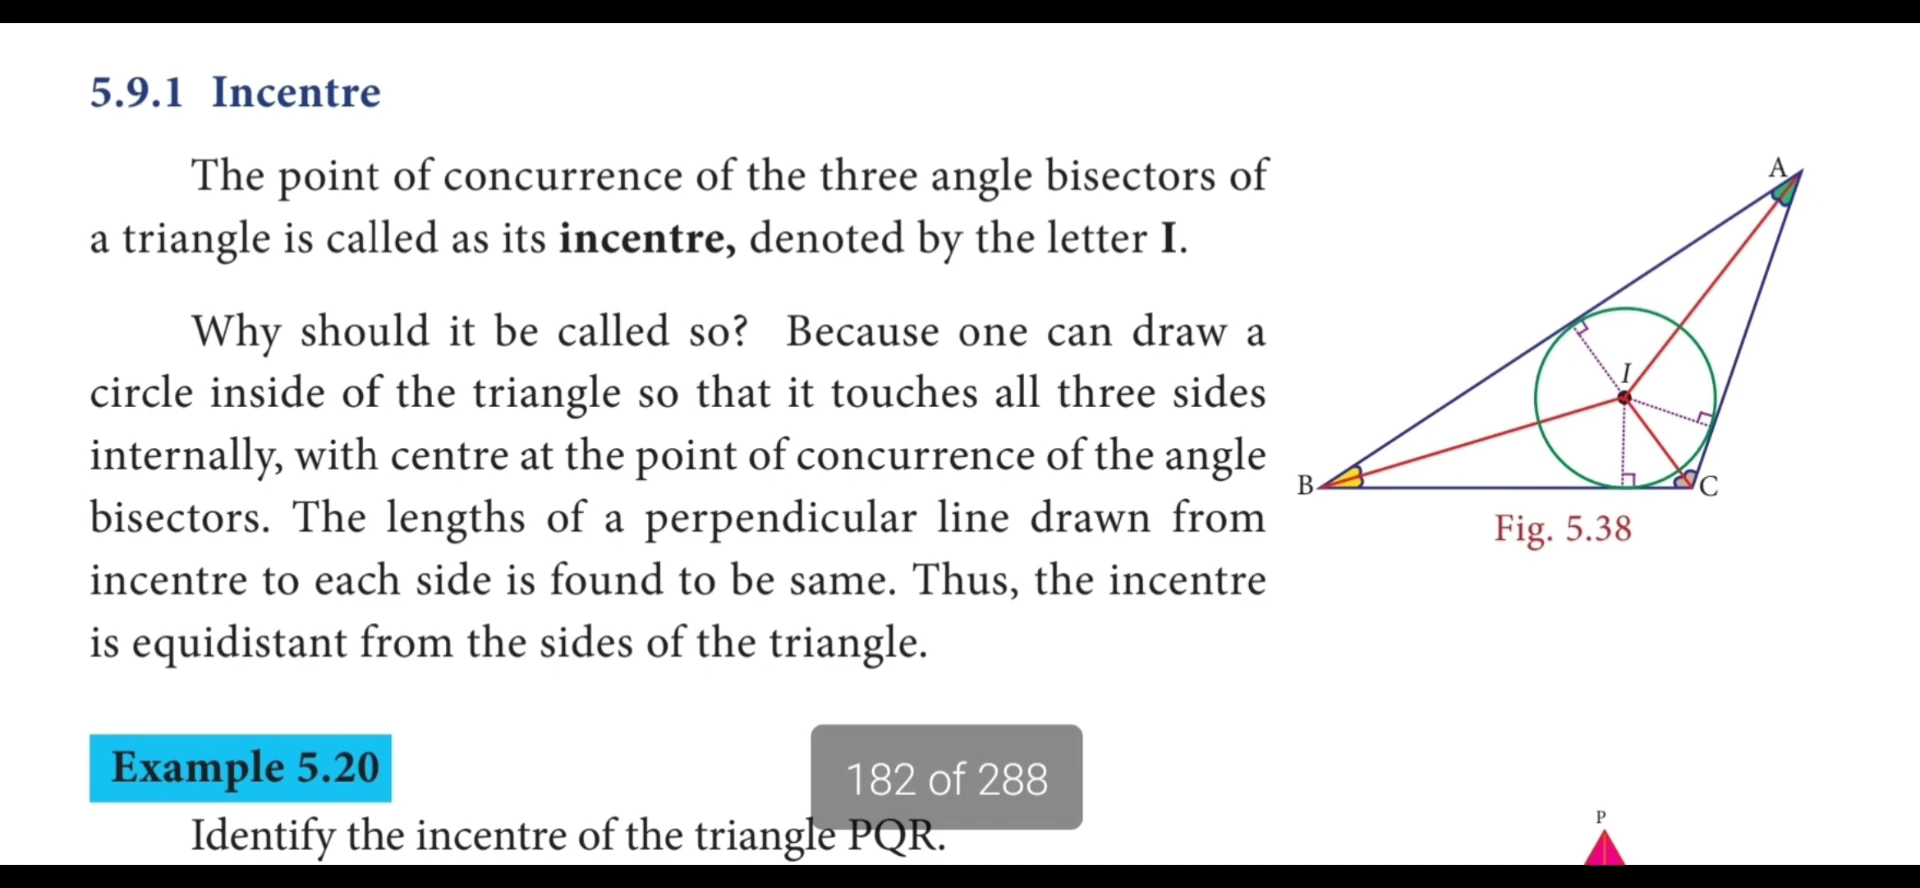 5.9.1 Incentre
The point of concurrence of the three angle bisectors of
a triangle is called as its incentre, denoted by the letter I.
Why should it be called so? Because one can draw a
circle inside of the triangle so that it touches all three sides
internally, with centre at the point of concurrence of the angle
bisectors. The lengths of a perpendicular line drawn from
incentre to each side is found to be same. Thus, the incentre
is equidistant from the sides of the triangle.
A
I
B
C
Fig. 5.38
Example 5.20
182 of 288
Identify the incentre of the triangle PQR.
P